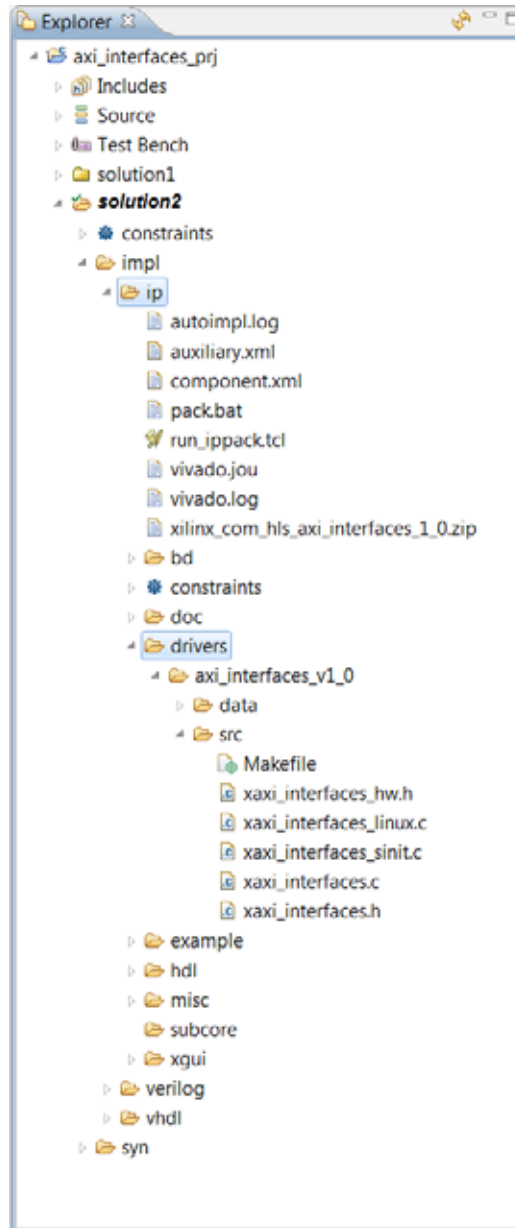 Explorer
axi_interfaces_prj
Includes
Source
Test Bench
solution1
solution2
constraints
impl
ip
autoimpl.log
auxiliary.xml
component.xml
pack.bat
run_ippack.tcl
vivado.jou
vivado.log
xilinx_com_hls_axi_interfaces_1_0.zip
bd
constraints
doc
drivers
axi_interfaces_v1_0
data
src
Makefile
xaxi_interfaces_hw.h
xaxi_interfaces_linux.c
xaxi_interfaces_sinit.c
xaxi_interfaces.c
xaxi_interfaces.h
example
hdl
misc
subcore
xgui
verilog
vhdl
syn